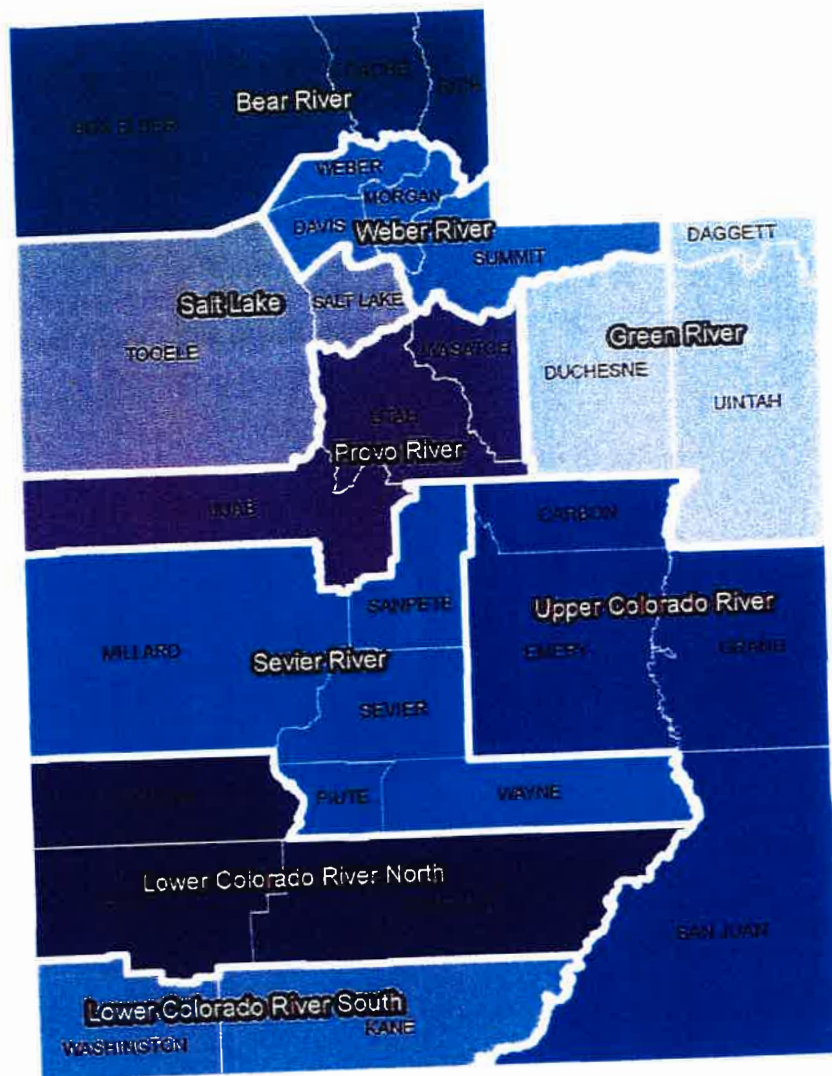 CACHE
RICH
Bear River
BOX ELDER
WEBER
MORGAN
DAVIS
Weber River
SUMMIT
DAGGETT
Salt Lake
SALT LAKE
TOOELE
WASATCH
Green River
DUCHESNE
UINTAH
UTAH
Provo River
JUAB
CARBON
SANPETE
Upper Colorado River
MILLARD
Sevier River
EMERY
GRAND
SEVIER
PIUTE
WAYNE
Lower Colorado River North
SAN JUAN
Lower Colorado River South
KANE
WASHINGTON